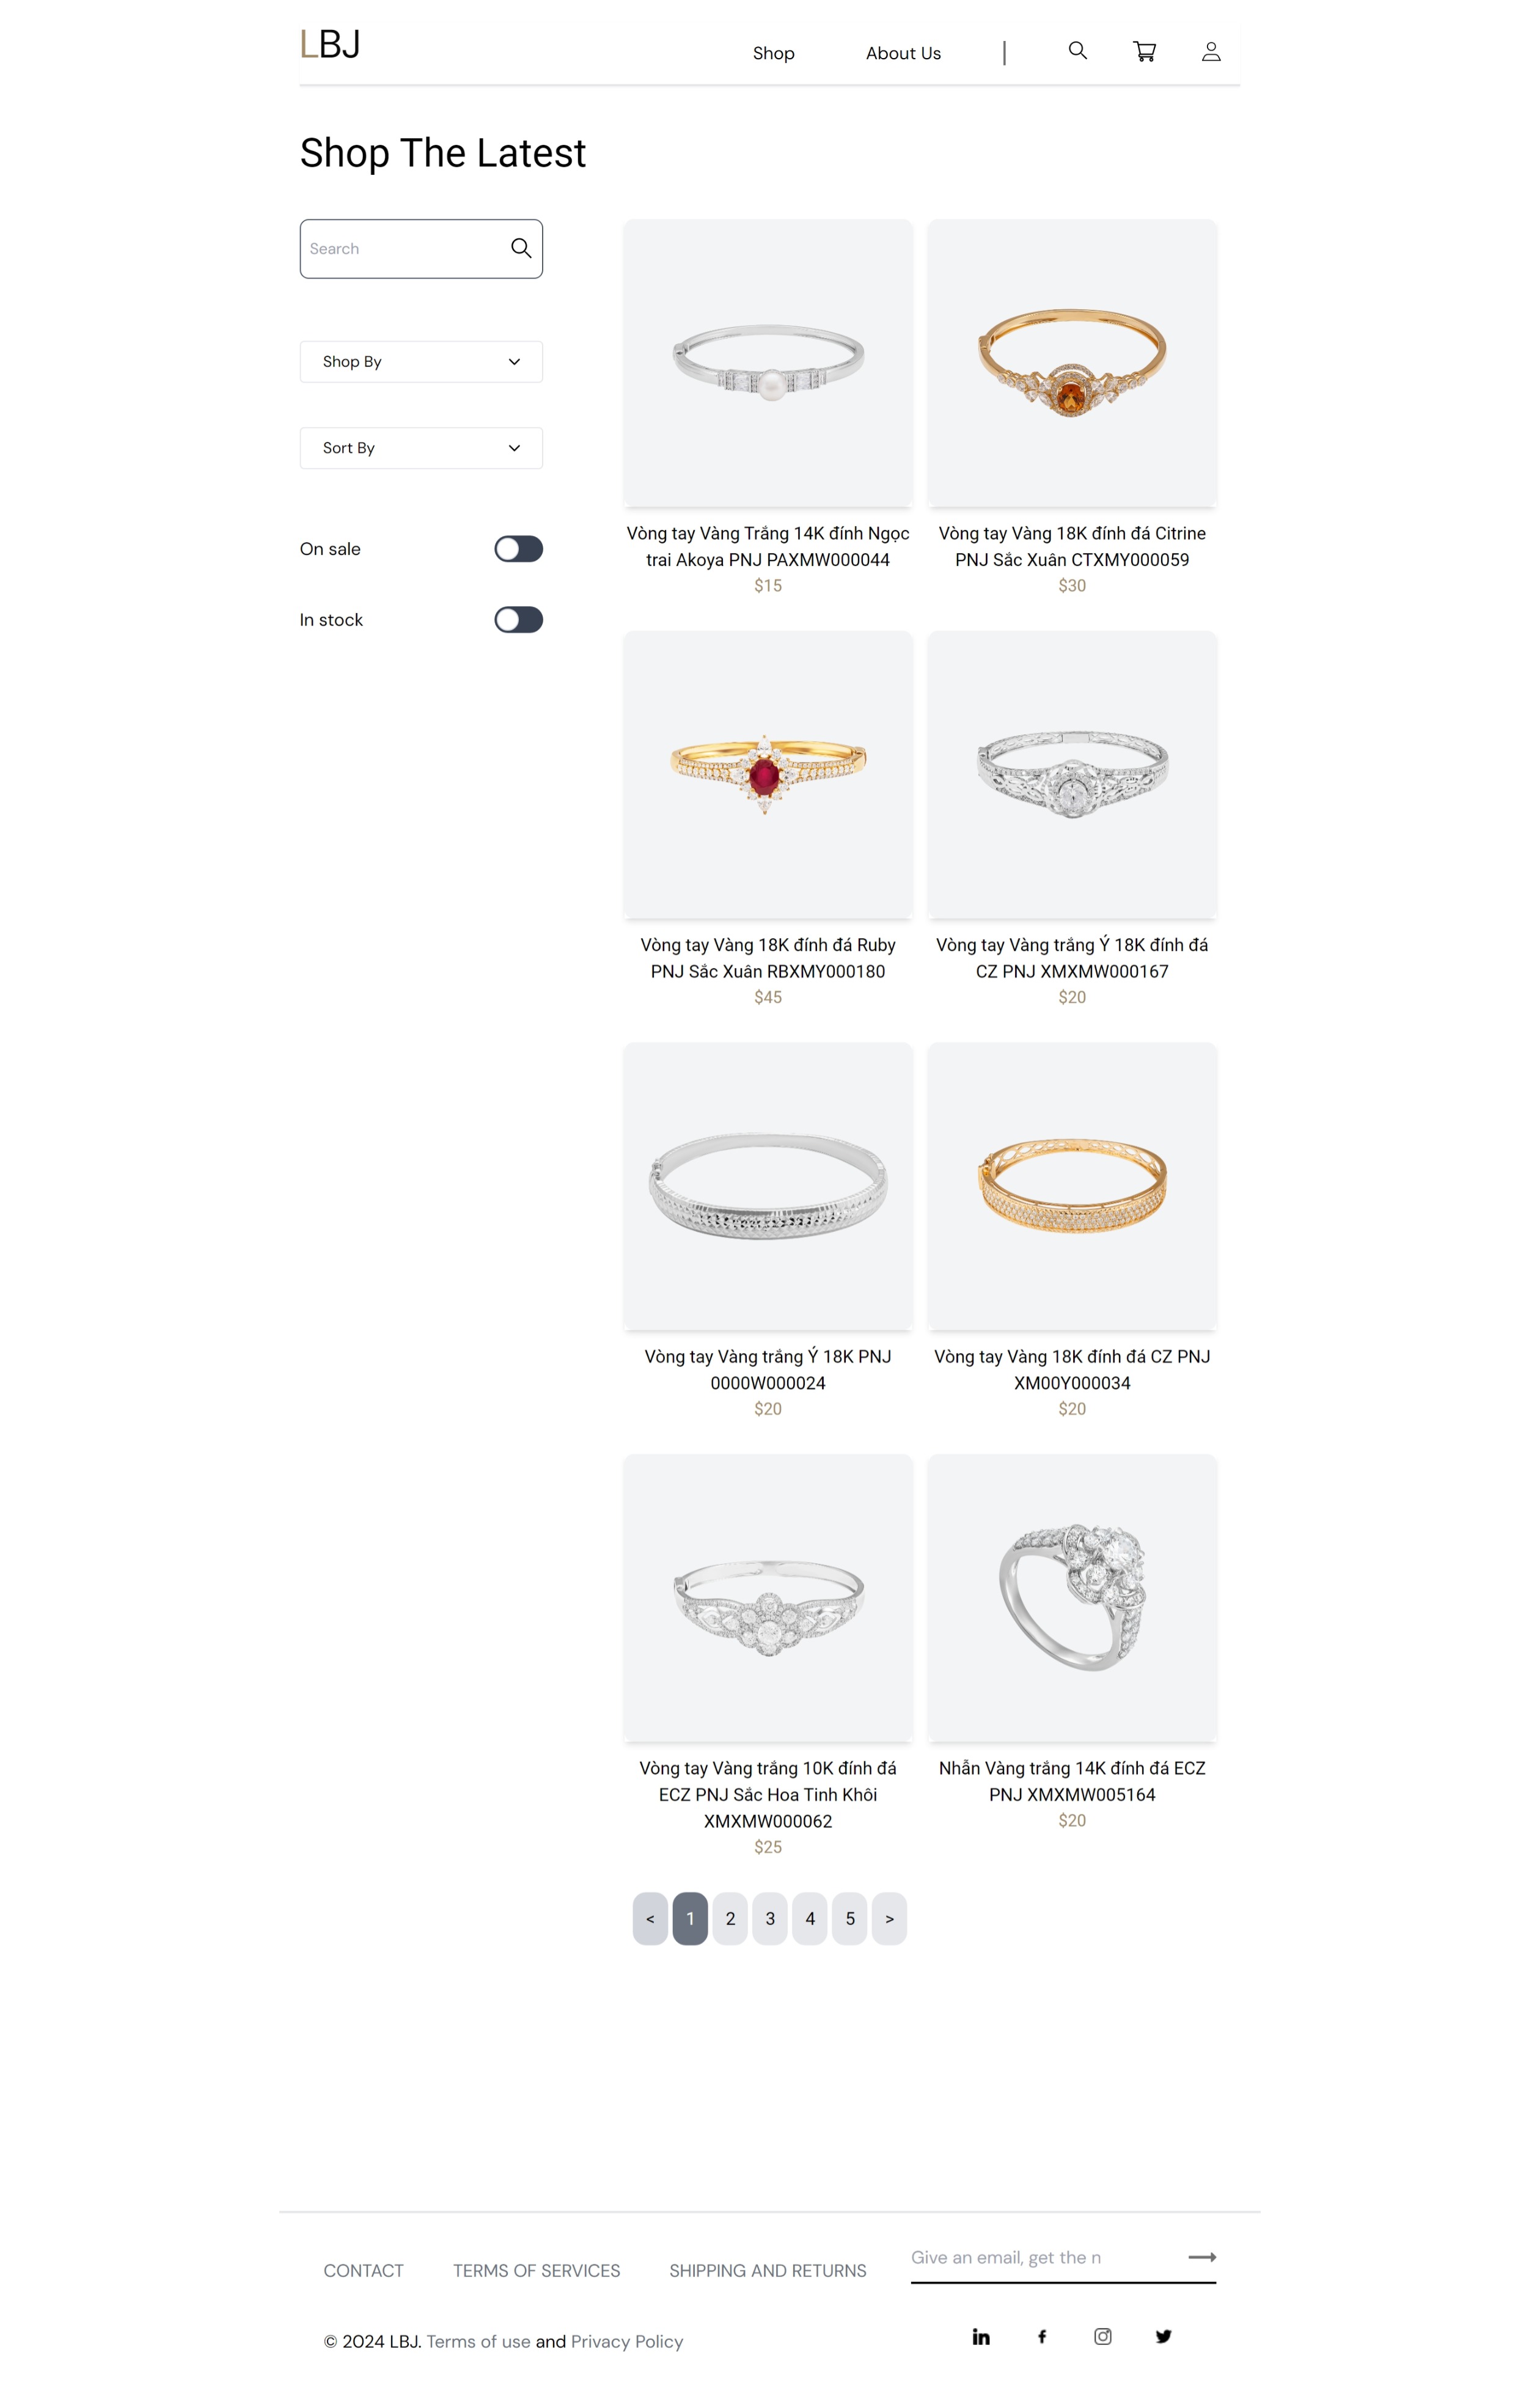 LBJ
Shop
About Us
|
Shop The Latest
Search
Shop By
Sort By
On sale
In stock
Vòng tay Vàng Trắng 14K đính Ngọc
trai Akoya PNJ PAXMW000044
$15
Vòng tay Vàng 18K đính đá Citrine
PNJ Sắc Xuân CTXMY000059
$30
Vòng tay Vàng 18K đính đá Ruby
PNJ Sắc Xuân RBXMY000180
$45
Vòng tay Vàng trắng Ý 18K đính đá
CZ PNJ XMXMW000167
$20
Vòng tay Vàng trắng Ý 18K PNJ
0000W000024
$20
Vòng tay Vàng 18K đính đá CZ PNJ
XM00Y000034
$20
Vòng tay Vàng trắng 10K đính đá
ECZ PNJ Sắc Hoa Tinh Khôi
XMXMW000062
$25
Nhẫn Vàng trắng 14K đính đá ECZ
PNJ XMXMW005164
$20
< 1 2 3 4 5 >
CONTACT
TERMS OF SERVICES
SHIPPING AND RETURNS
Give an email, get the n
© 2024 LBJ. Terms of use and Privacy Policy